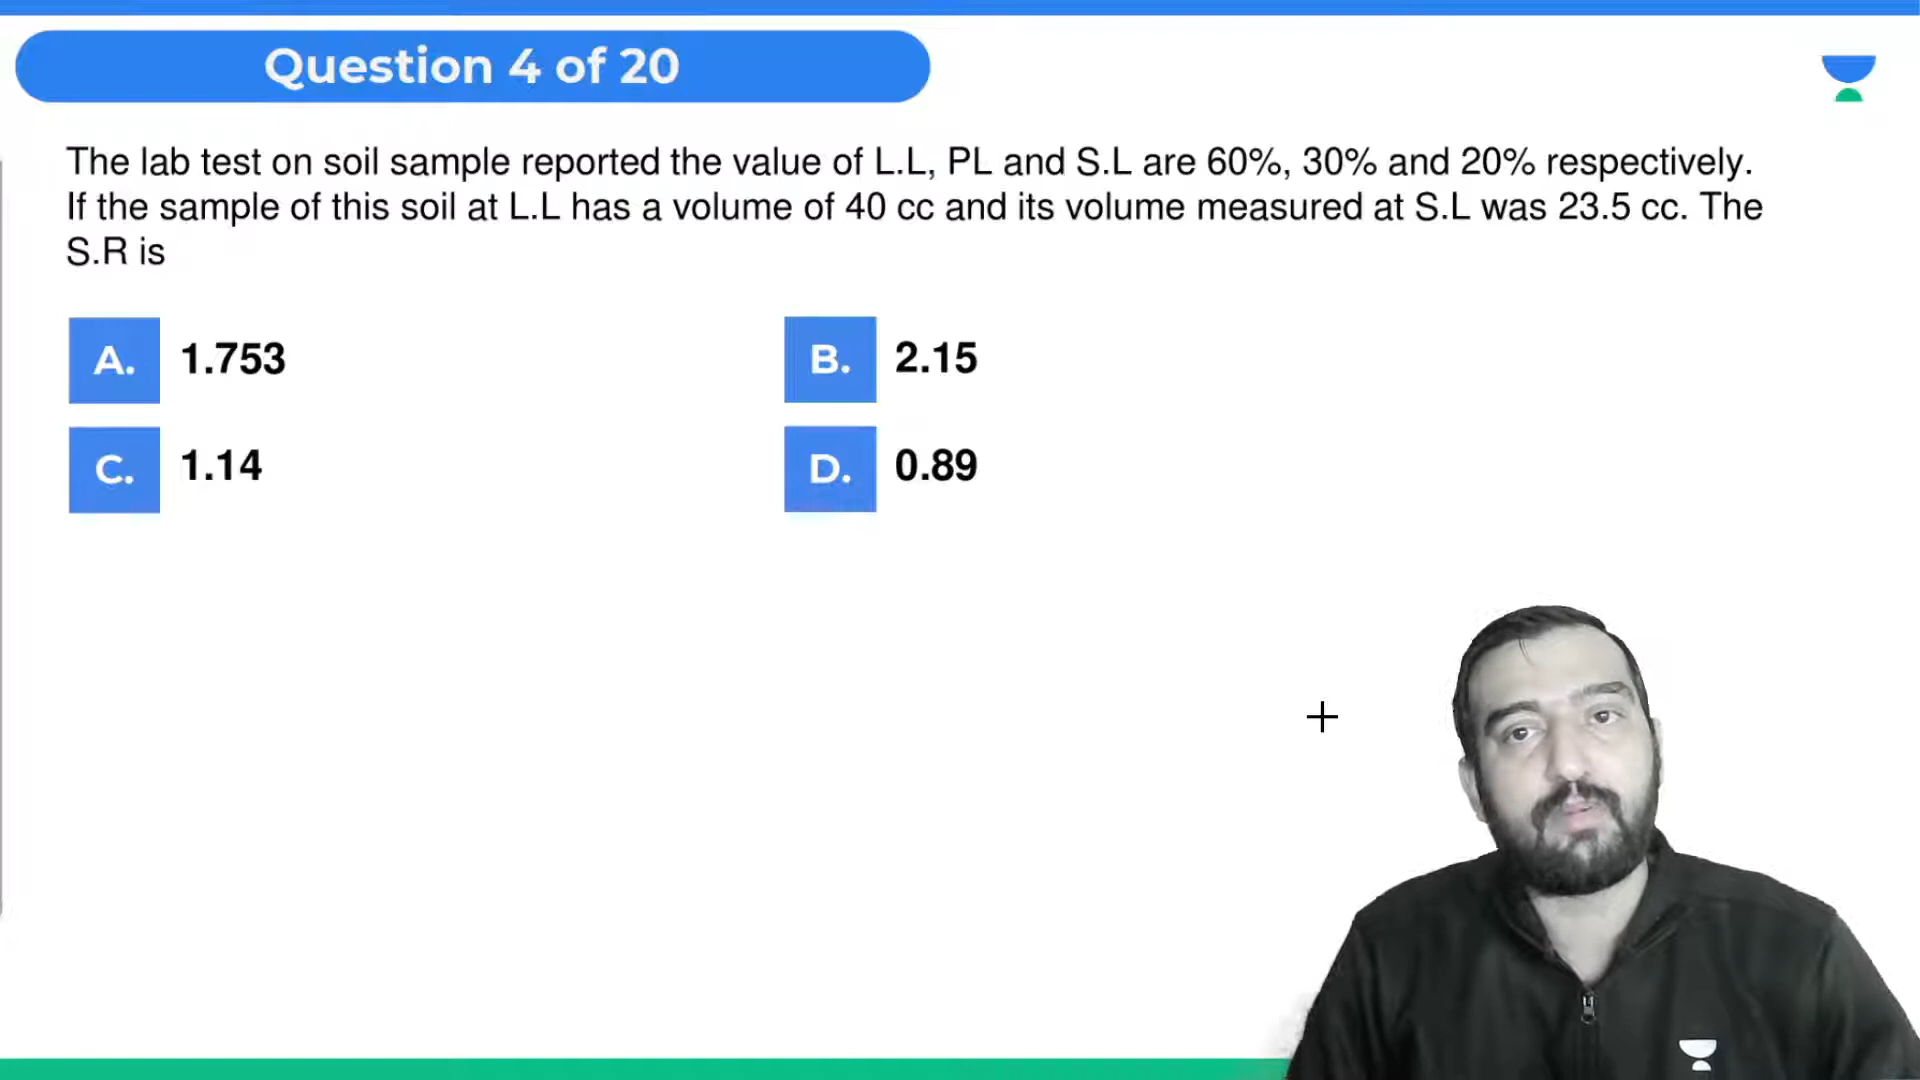 Question 4 of 20
The lab test on soil sample reported the value of L.L, PL and S.L are 60%, 30% and 20% respectively.
If the sample of this soil at L.L has a volume of 40 cc and its volume measured at S.L was 23.5 cc. The
S.R is
A. 1.753
B. 2.15
C. 1.14
D. 0.89